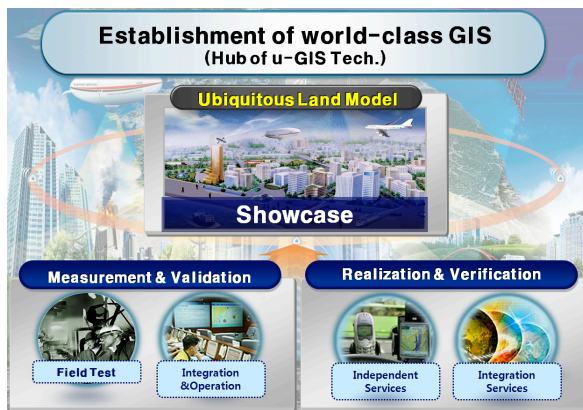 Establishment of world-class GIS
(Hub of u-GIS Tech.)
Ubiquitous Land Model
Showcase
Measurement & Validation
Field Test
Integration
&Operation
Realization & Verification
Independent
Services
Integration
Services